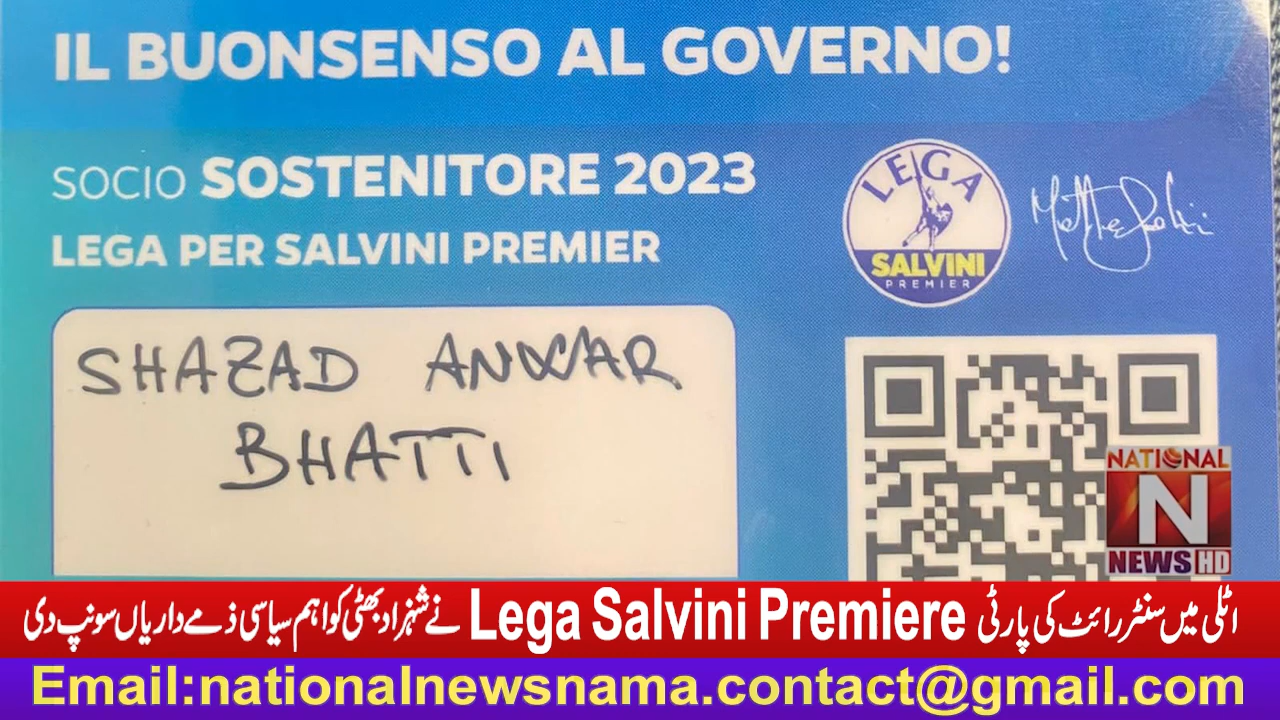 IL BUONSENSO AL GOVERNO!
SOCIO SOSTENITORE 2023
LEGA PER SALVINI PREMIER
LEGA
SALVINI
PREMIER
SHAZAD ANWAR
BHATTI
NATIONAL
N
NEWS HD
اٹلی میں سنٹر رائٹ کی پارٹی Lega Salvini Premiere نے شہزاد بھٹی کو اہم سیاسی ذمے داریاں سونپ دی
Email:nationalnewsnama.contact@gmail.com